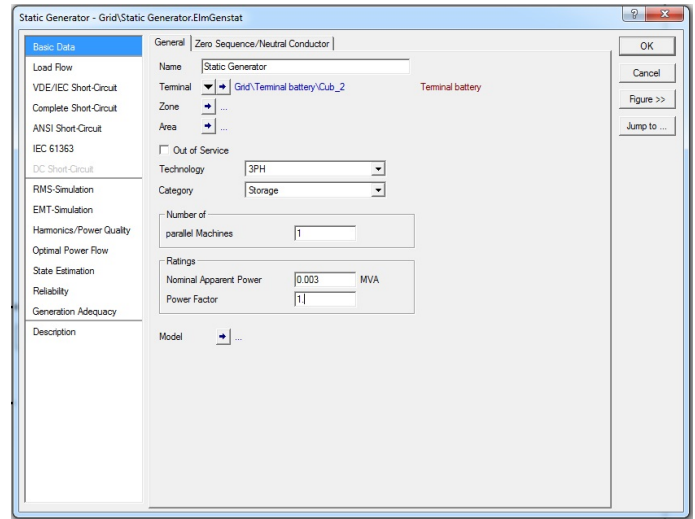 Static Generator - Grid\Static Generator.ElmGenstat
Basic Data
Load Flow
VDE/IEC Short-Circuit
Complete Short-Circuit
ANSI Short-Circuit
IEC 61363
DC Short-Circuit
RMS-Simulation
EMT-Simulation
Harmonics/Power Quality
Optimal Power Flow
State Estimation
Reliability
Generation Adequacy
Description
General
Zero Sequence/Neutral Conductor
Name Static Generator
Terminal Grid\Terminal battery\Cub_2 Terminal battery
Zone ...
Area ...
Out of Service
Technology 3PH
Category Storage
Number of
parallel Machines 1
Ratings
Nominal Apparent Power 0.003 MVA
Power Factor 1.
Model ...
OK
Cancel
Figure >>
Jump to ...